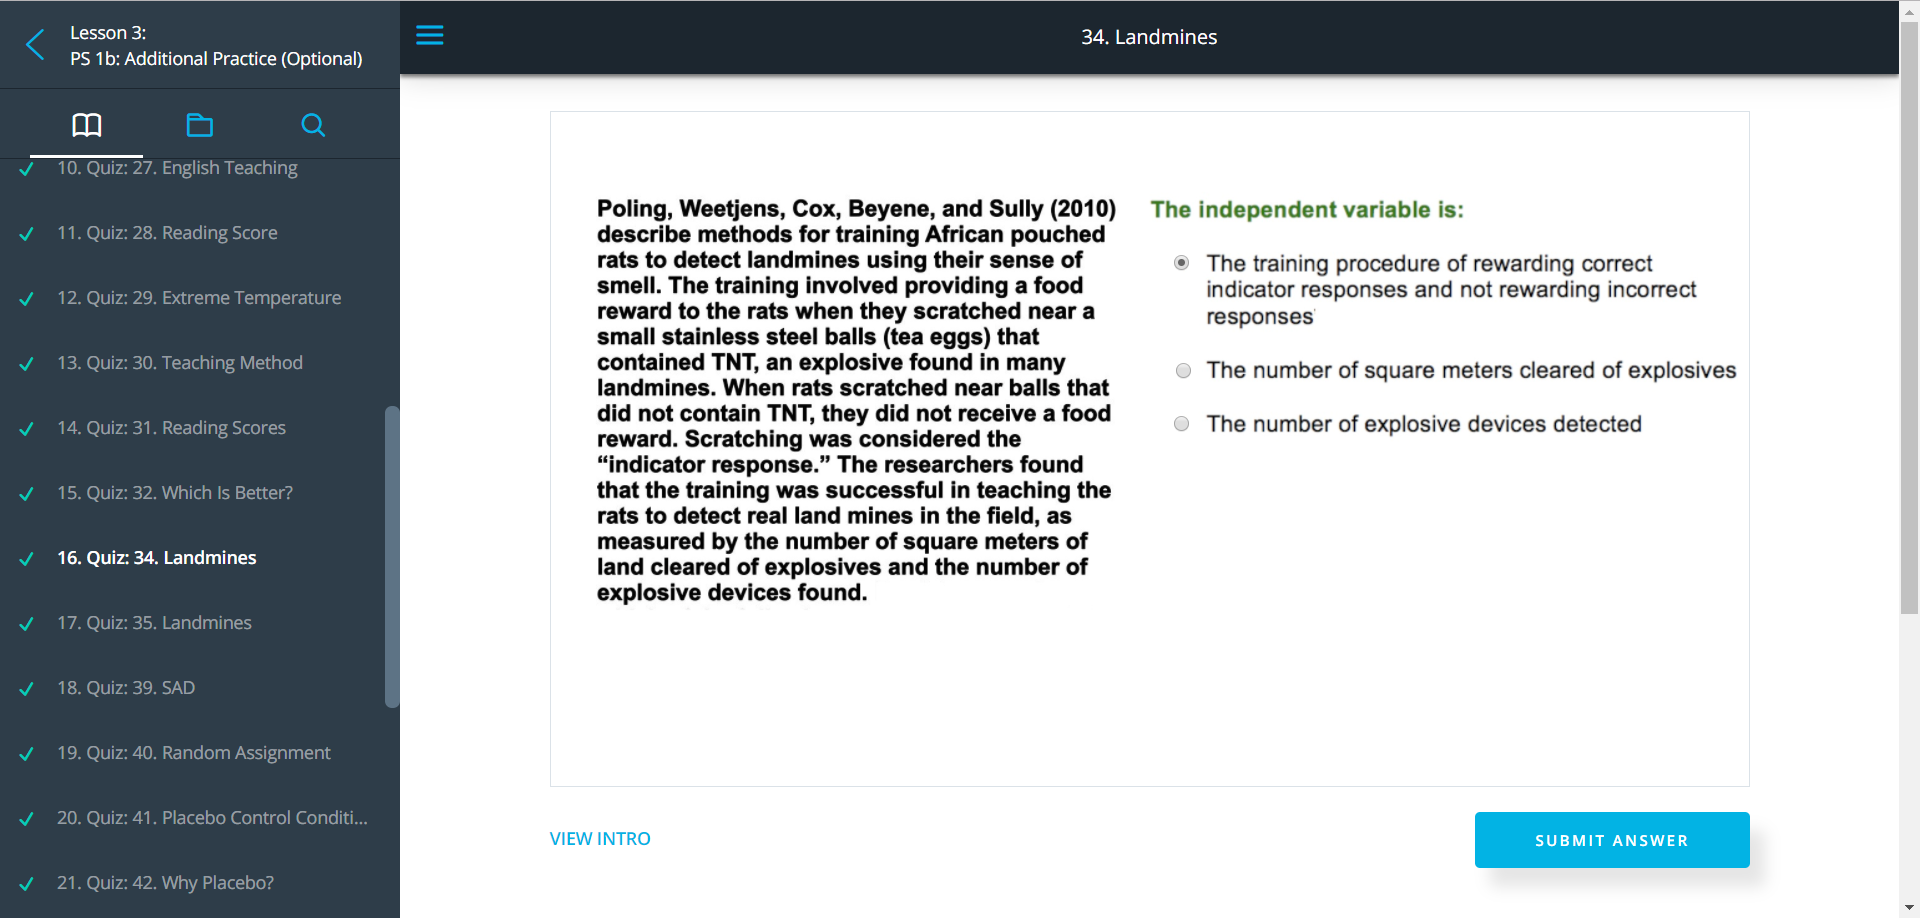 Lesson 3:
PS 1b: Additional Practice (Optional)
10. Quiz: 27. English Teaching
11. Quiz: 28. Reading Score
12. Quiz: 29. Extreme Temperature
13. Quiz: 30. Teaching Method
14. Quiz: 31. Reading Scores
15. Quiz: 32. Which Is Better?
16. Quiz: 34. Landmines
17. Quiz: 35. Landmines
18. Quiz: 39. SAD
19. Quiz: 40. Random Assignment
20. Quiz: 41. Placebo Control Conditi...
21. Quiz: 42. Why Placebo?
34. Landmines
Poling, Weetjens, Cox, Beyene, and Sully (2010)
describe methods for training African pouched
rats to detect landmines using their sense of
smell. The training involved providing a food
reward to the rats when they scratched near a
small stainless steel balls (tea eggs) that
contained TNT, an explosive found in many
landmines. When rats scratched near balls that
did not contain TNT, they did not receive a food
reward. Scratching was considered the
“indicator response.” The researchers found
that the training was successful in teaching the
rats to detect real land mines in the field, as
measured by the number of square meters of
land cleared of explosives and the number of
explosive devices found.
The independent variable is:
The training procedure of rewarding correct
indicator responses and not rewarding incorrect
responses
The number of square meters cleared of explosives
The number of explosive devices detected
VIEW INTRO
SUBMIT ANSWER